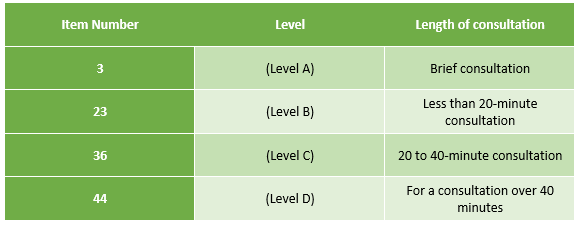 Item Number Level Length of consultation
3 (Level A) Brief consultation
23 (Level B) Less than 20-minute
consultation
36 (Level C) 20 to 40-minute consultation
44 (Level D) For a consultation over 40
minutes